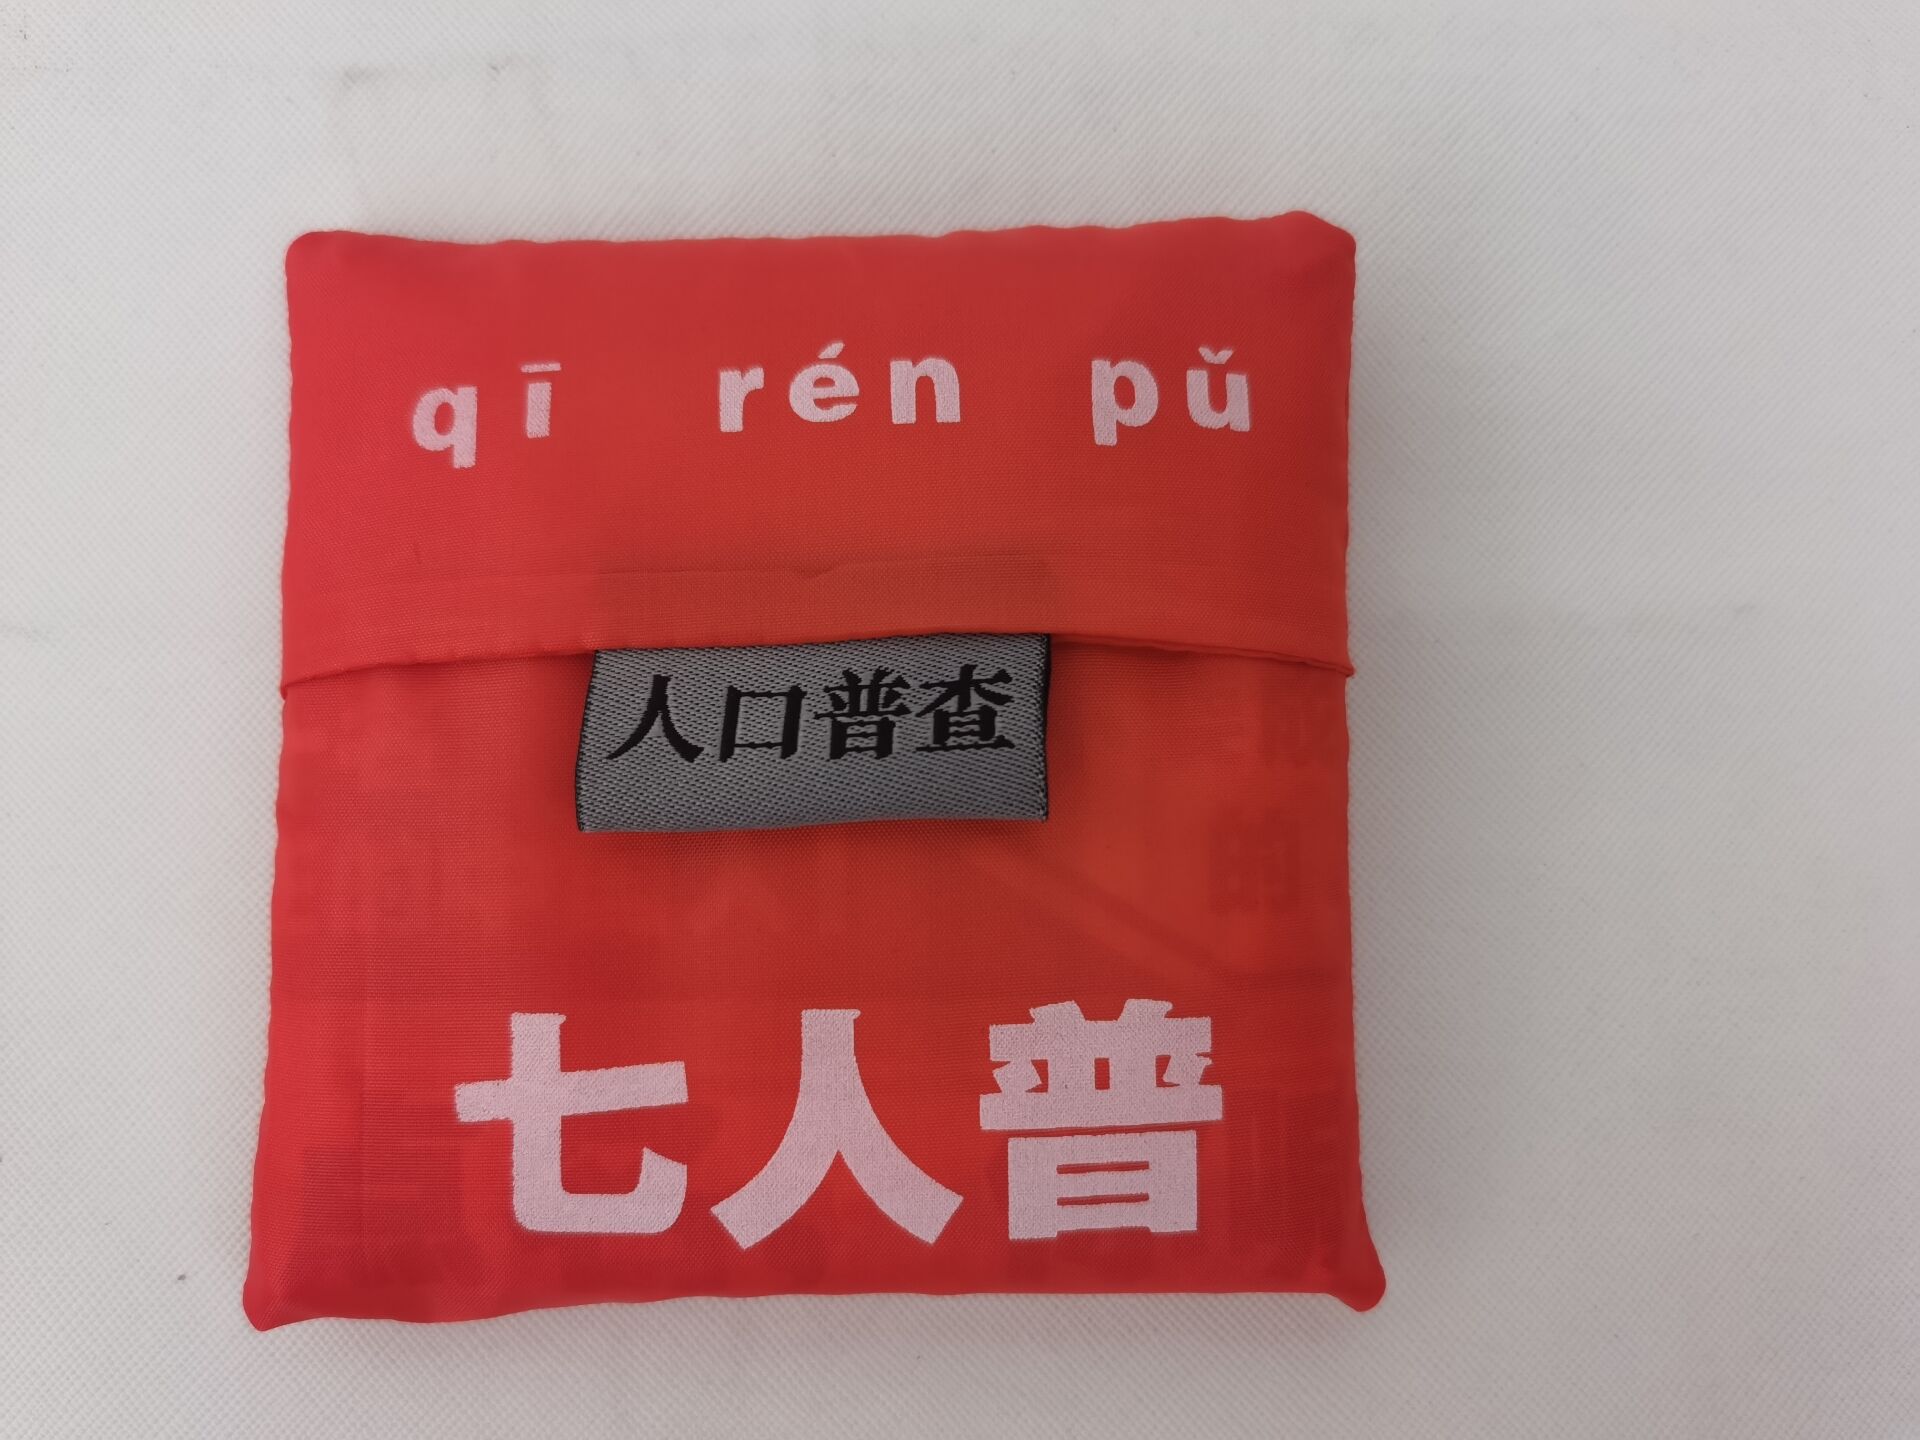 qī rén pǔ
人口普查
七人普